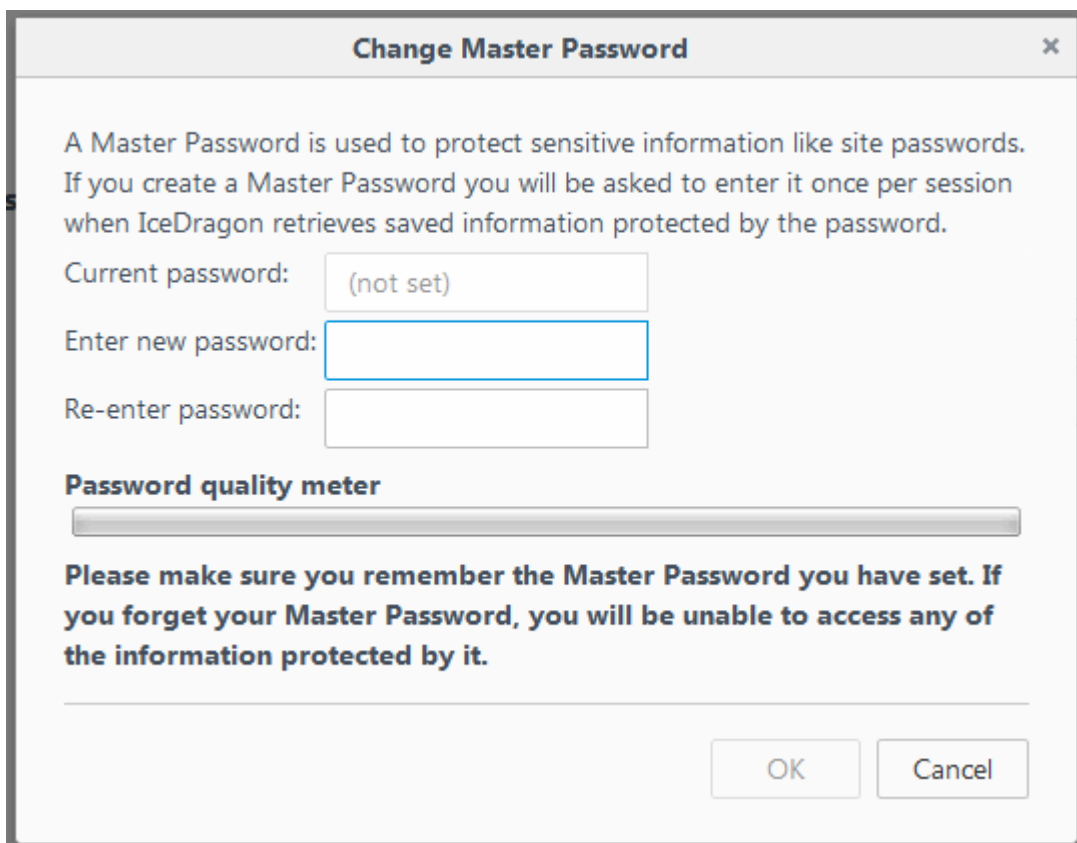 Change Master Password
A Master Password is used to protect sensitive information like site passwords.
If you create a Master Password you will be asked to enter it once per session
when IceDragon retrieves saved information protected by the password.
Current password: (not set)
Enter new password:
Re-enter password:
Password quality meter
Please make sure you remember the Master Password you have set. If
you forget your Master Password, you will be unable to access any of
the information protected by it.
OK Cancel